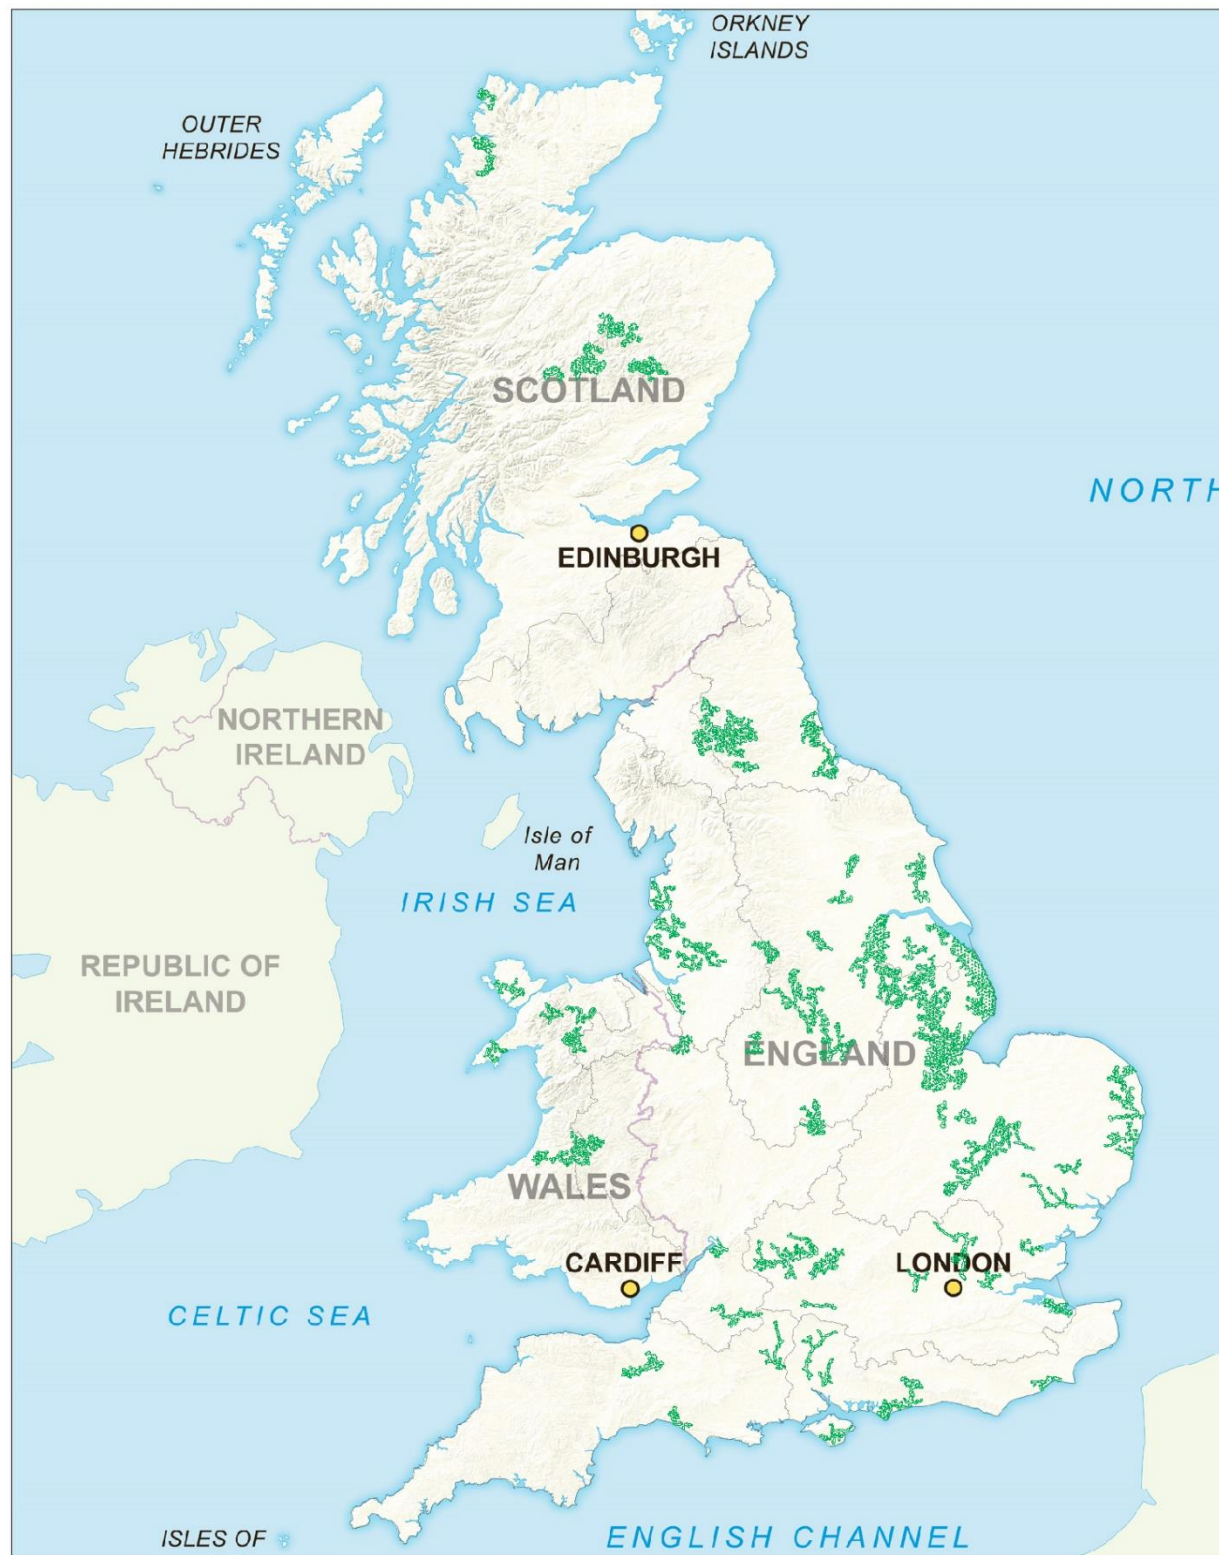 ORKNEY
ISLANDS
OUTER
HEBRIDES
SCOTLAND
NORTH
EDINBURGH
NORTHERN
IRELAND
Isle of
Man
IRISH SEA
REPUBLIC OF
IRELAND
ENGLAND
WALES
CARDIFF
LONDON
CELTIC SEA
ISLES OF
ENGLISH CHANNEL